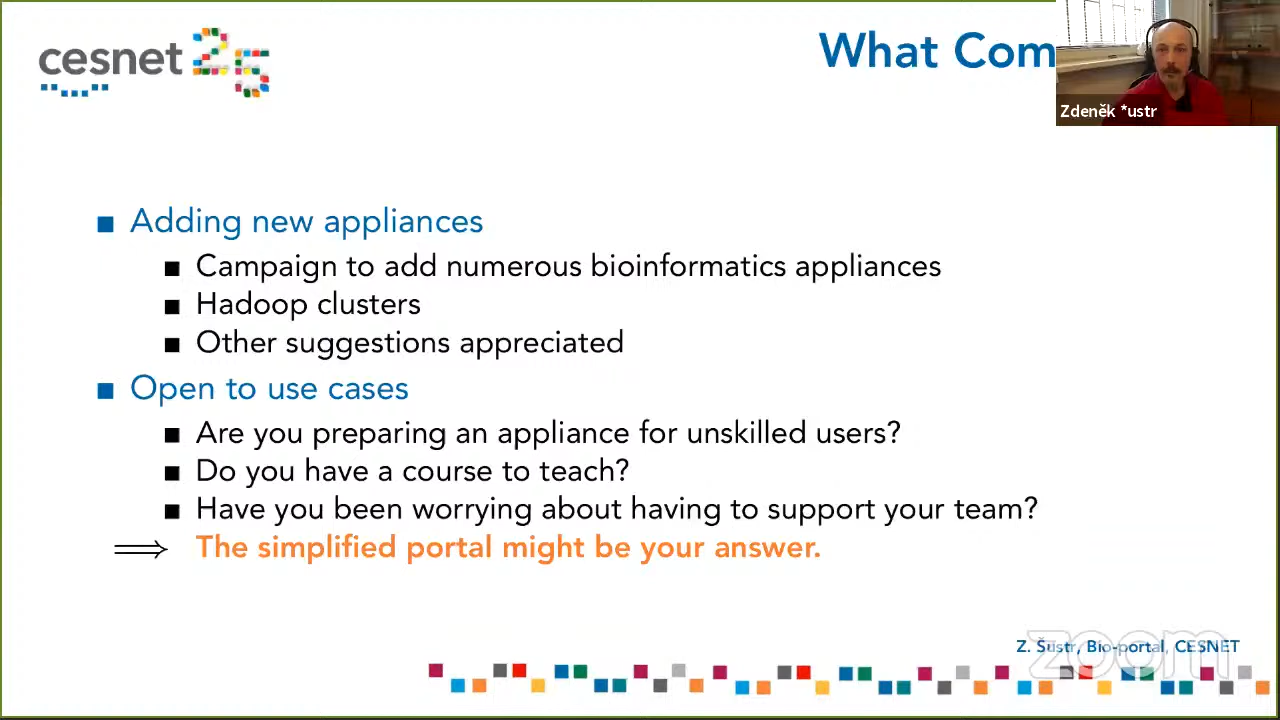 cesnet 25
What Com
Zdeněk *ustr
Adding new appliances
Campaign to add numerous bioinformatics appliances
Hadoop clusters
Other suggestions appreciated
Open to use cases
Are you preparing an appliance for unskilled users?
Do you have a course to teach?
Have you been worrying about having to support your team?
⟹ The simplified portal might be your answer.
Z. Šustr, Bio-portal, CESNET
zoom